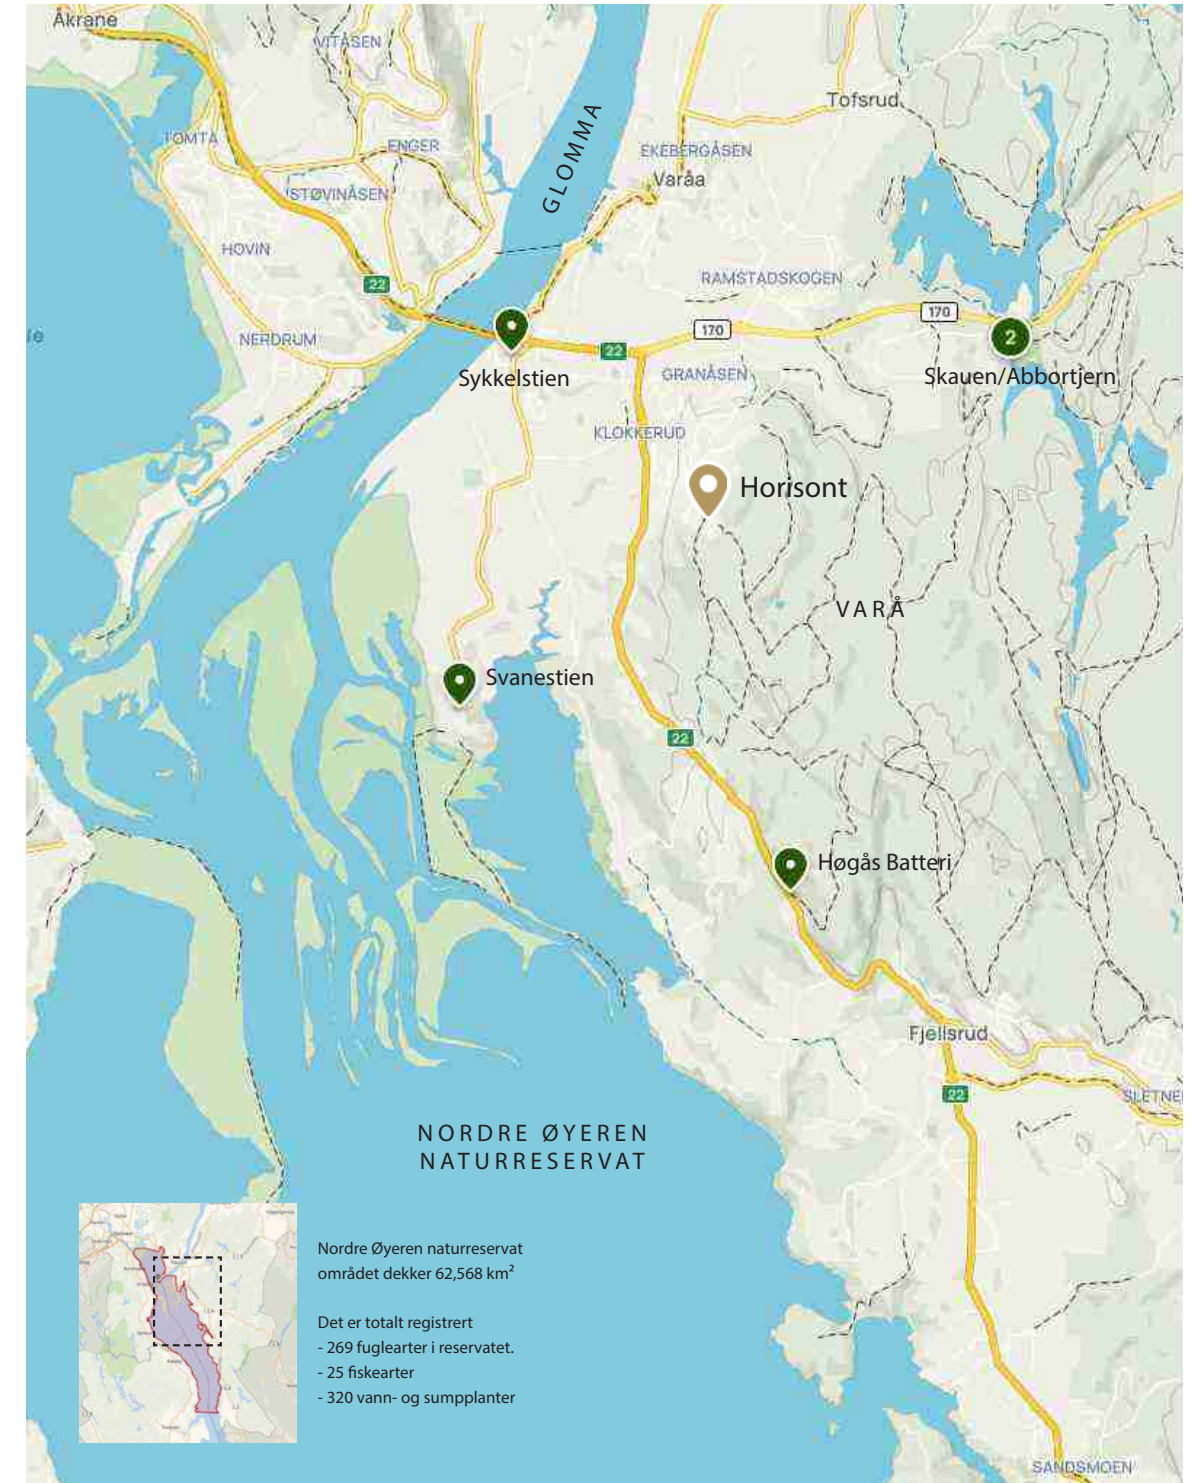 Åkrane
VITÅSEN
Tofsrud
TOMTA
ENGER
GLOMMA
EKEBERGÅSEN
Varåa
STØVINÅSEN
HOVIN
RAMSTADSKOGEN
22
170
NERDRUM
170
2
22
Sykkelstien
GRANÅSEN
Skauen/Abbortjern
KLOKKERUD
Horisont
VARÅ
Svanestien
22
Høgås Batteri
Fjellsrud
22
SLETNE
NORDRE ØYEREN
NATURRESERVAT
Nordre Øyeren naturreservat
området dekker 62,568 km²
Det er totalt registrert
- 269 fuglearter i reservatet.
- 25 fiskearter
- 320 vann- og sumpplanter
SANDSMOEN